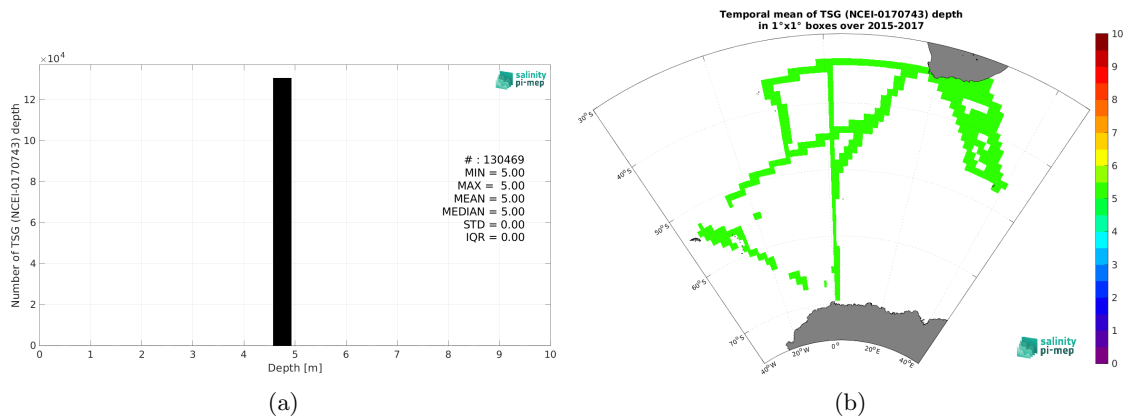 ×10⁴
12
10
8
6
4
2
0
0 1 2 3 4 5 6 7 8 9 10
Number of TSG (NCEI-0170743) depth
Depth [m]
salinity
pi-mep
# : 130469
MIN = 5.00
MAX = 5.00
MEAN = 5.00
MEDIAN = 5.00
STD = 0.00
IQR = 0.00
(a)
Temporal mean of TSG (NCEI-0170743) depth
in 1°x1° boxes over 2015-2017
30°S
40°S
50°S
60°S
70°S
40°W
20°W
0°
20°E
40°E
10
9
8
7
6
5
4
3
2
1
0
salinity
pi-mep
(b)